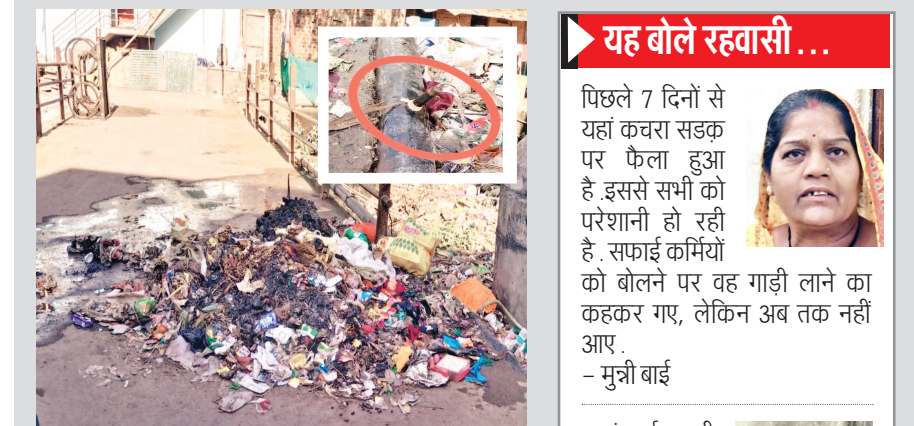 यह बोले रहवासी...
पिछले 7 दिनों से
यहां कचरा सड़क
पर फैला हुआ
है .इससे सभी को
परेशानी हो रही
है . सफाई कर्मियों
को बोलने पर वह गाड़ी लाने का
कहकर गए, लेकिन अब तक नहीं
आए .
– मुन्नी बाई